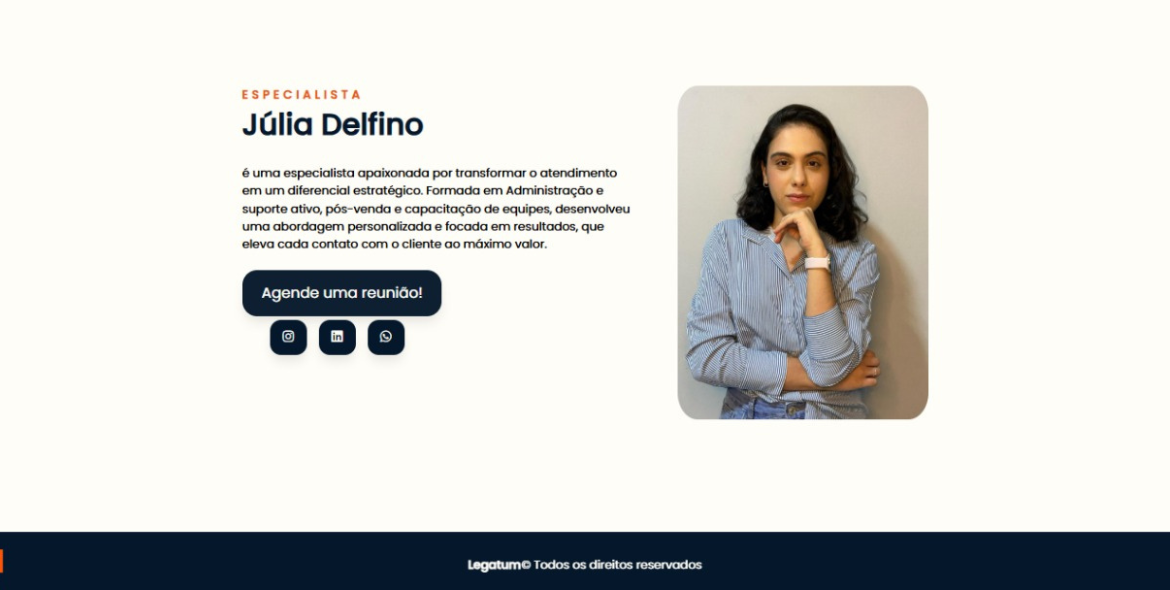 ESPECIALISTA
Júlia Delfino
é uma especialista apaixonada por transformar o atendimento
em um diferencial estratégico. Formada em Administração e
suporte ativo, pós-venda e capacitação de equipes, desenvolveu
uma abordagem personalizada e focada em resultados, que
eleva cada contato com o cliente ao máximo valor.
Agende uma reunião!
Legatum© Todos os direitos reservados